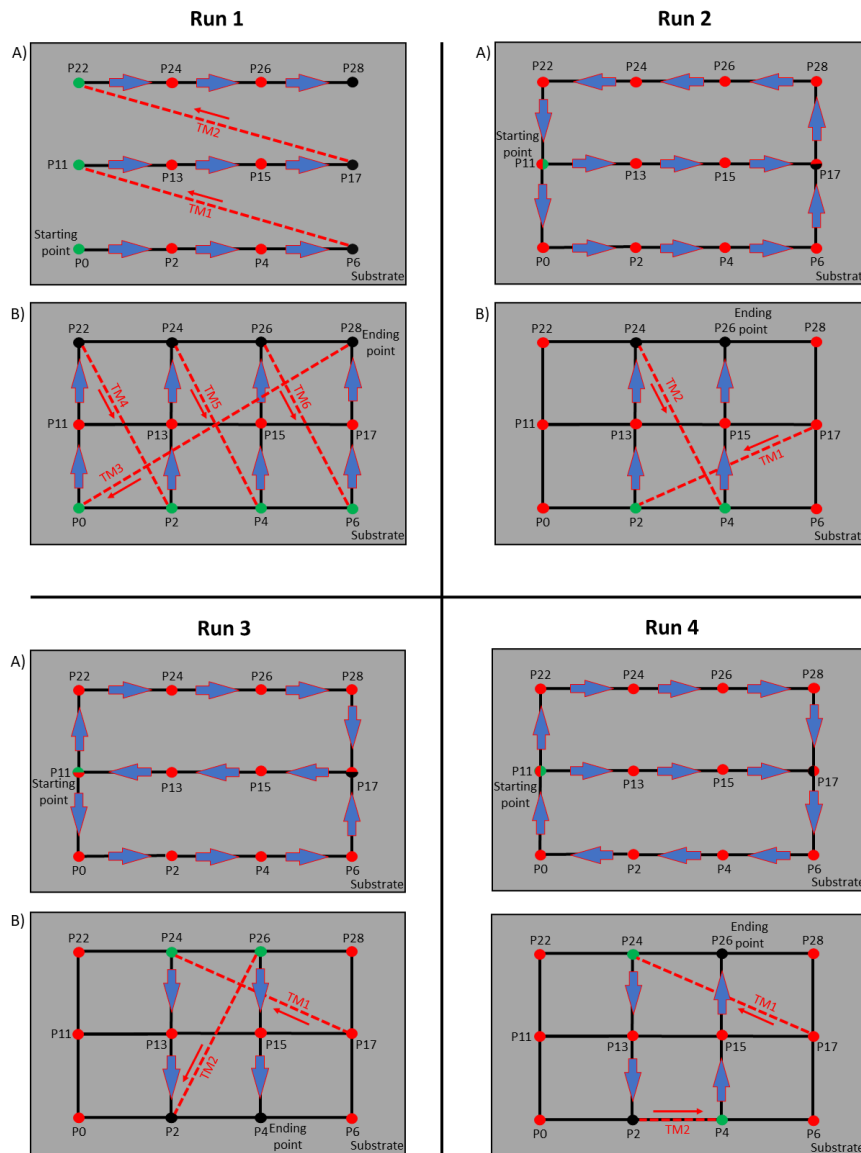 Run 1
A)
P22
P24
P26
P28
TM2
P11
P13
P15
P17
TM1
Starting
point
P0
P2
P4
P6
Substrate
B)
P22
P24
P26
P28
Ending
point
TM4
TM5
TM6
P11
P13
P15
P17
TM3
P0
P2
P4
P6
Substrate
Run 2
A)
P22
P24
P26
P28
Starting
point
P11
P13
P15
P17
P0
P2
P4
P6
Substrate
B)
Ending
point
P22
P24
P26
P28
TM2
P11
P13
P15
P17
TM1
P0
P2
P4
P6
Substrate
Run 3
A)
P22
P24
P26
P28
P11
Starting
point
P13
P15
P17
P0
P2
P4
P6
Substrate
B)
P22
P24
P26
P28
TM1
P11
P13
P15
P17
TM2
P0
P2
P4
Ending
point
P6
Substrate
Run 4
P22
P24
P26
P28
P11
Starting
point
P13
P15
P17
P0
P2
P4
P6
Substrate
P22
P24
P26
Ending
point
P28
TM1
P11
P13
P15
P17
P0
P2
TM2
P4
P6
Substrate